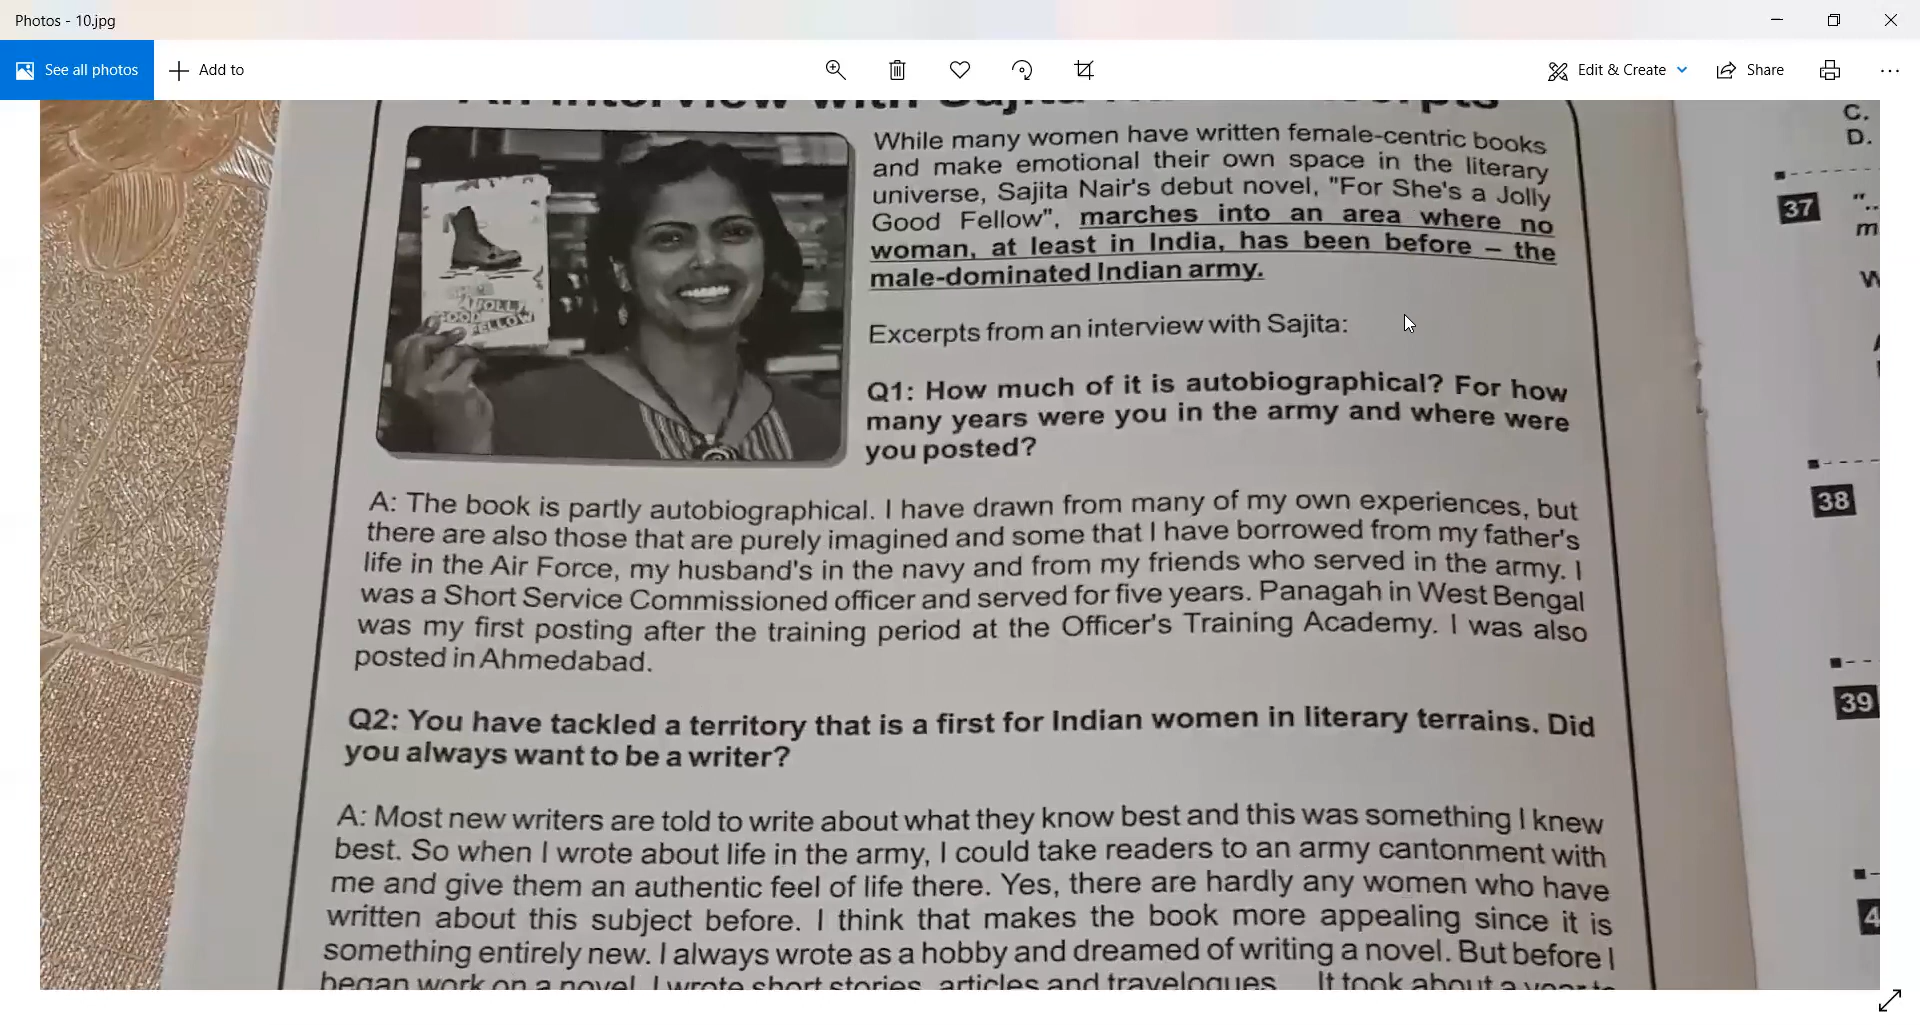 Photos - 10.jpg
See all photos
Add to
Edit & Create
Share
An Interview with Sajita
While many women have written female-centric books
and make emotional their own space in the literary
universe, Sajita Nair's debut novel, "For She's a Jolly
Good Fellow", marches into an area where no
woman, at least in India, has been before – the
male-dominated Indian army.
JOLLY
GOOD
FELLOW
Excerpts from an interview with Sajita:
Q1: How much of it is autobiographical? For how
many years were you in the army and where were
you posted?
A: The book is partly autobiographical. I have drawn from many of my own experiences, but
there are also those that are purely imagined and some that I have borrowed from my father's
life in the Air Force, my husband's in the navy and from my friends who served in the army. I
was a Short Service Commissioned officer and served for five years. Panagah in West Bengal
was my first posting after the training period at the Officer's Training Academy. I was also
posted in Ahmedabad.
Q2: You have tackled a territory that is a first for Indian women in literary terrains. Did
you always want to be a writer?
A: Most new writers are told to write about what they know best and this was something I knew
best. So when I wrote about life in the army, I could take readers to an army cantonment with
me and give them an authentic feel of life there. Yes, there are hardly any women who have
written about this subject before. I think that makes the book more appealing since it is
something entirely new. I always wrote as a hobby and dreamed of writing a novel. But before I
began work on a novel, I wrote short stories, articles and travelogues. It took about a year to
C.
D.
37
38
39
4